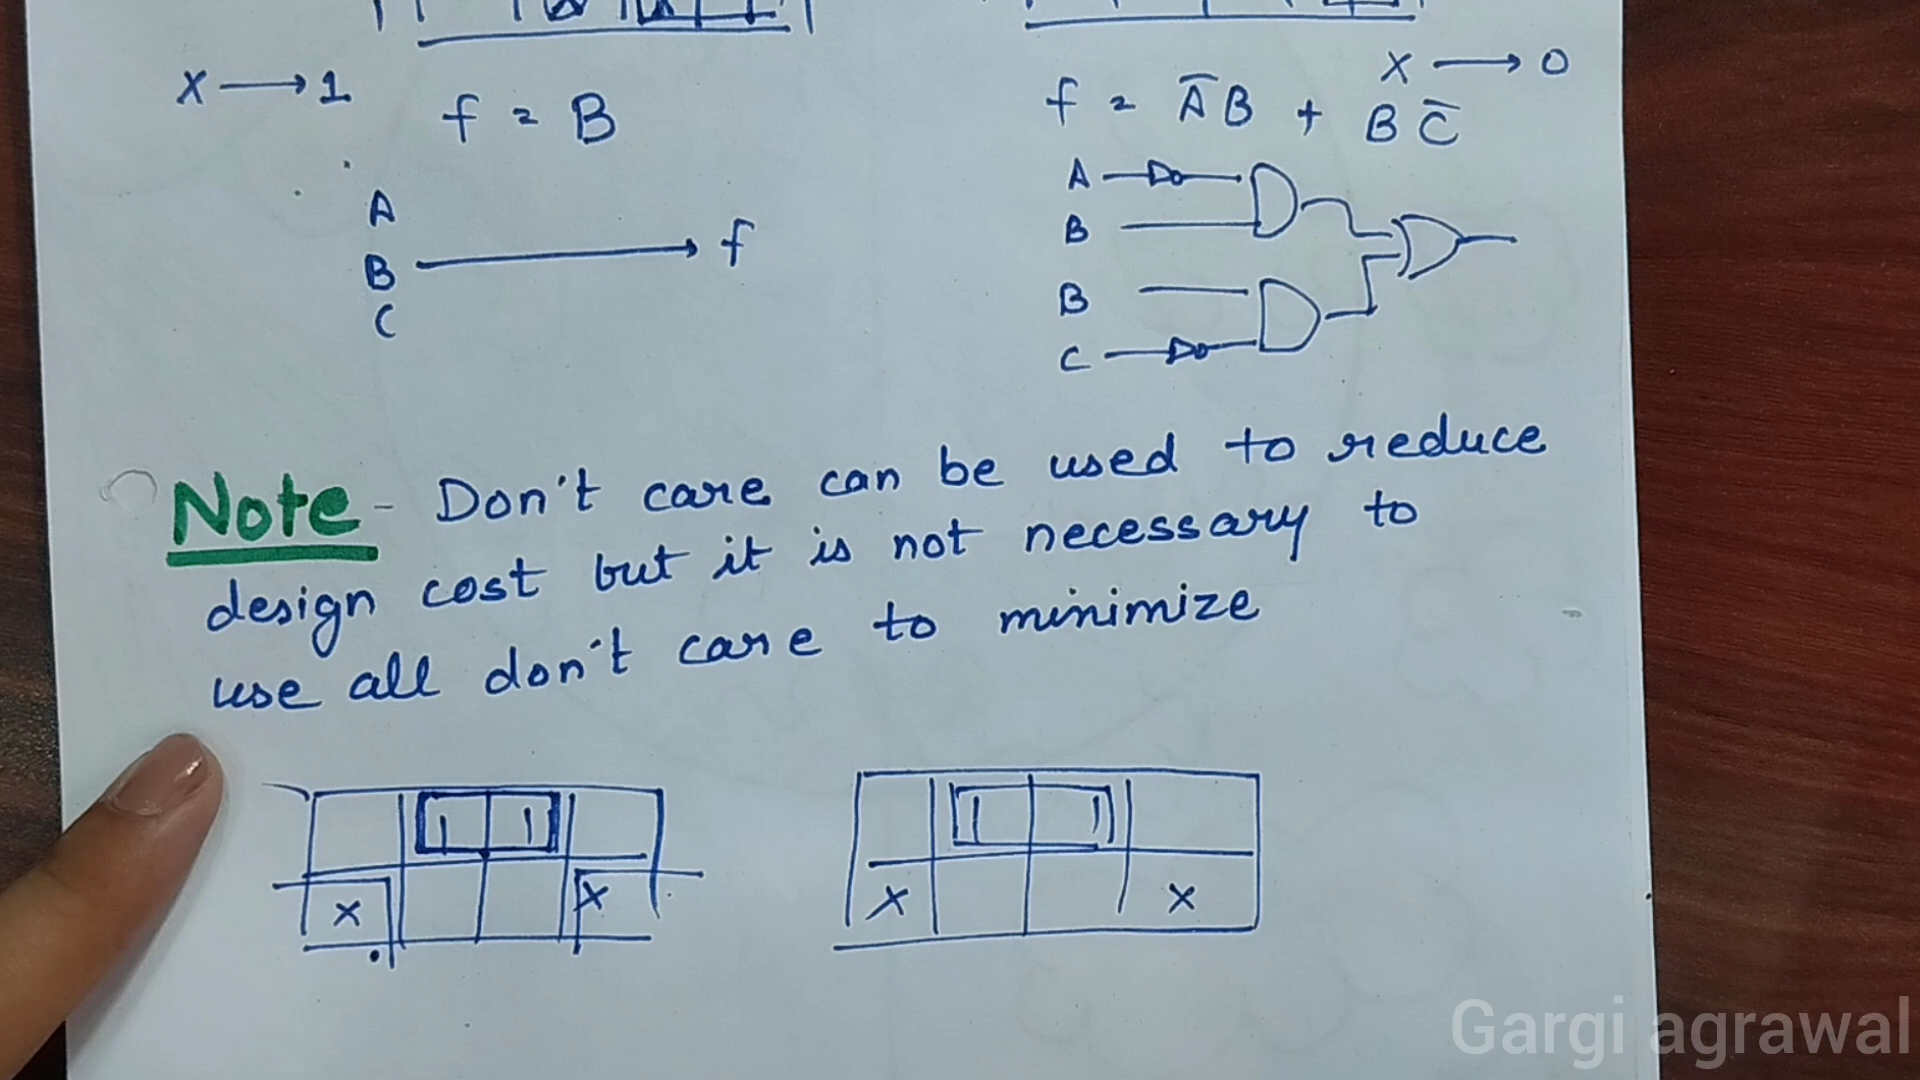 X → 1
f = B
X → 0
f = A̅B + BC̅
A
B
C
f
A
B
B
C
Note - Don't care can be used to reduce
design cost but it is not necessary to
use all don't care to minimize
1 1
X X
1 1
X X
Gargi agrawal